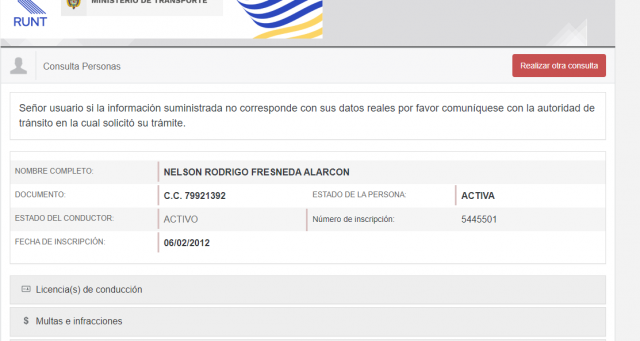 RUNT
MINISTERIO DE TRANSPORTE
Consulta Personas
Realizar otra consulta
Señor usuario si la información suministrada no corresponde con sus datos reales por favor comuníquese con la autoridad de
tránsito en la cual solicitó su trámite.
NOMBRE COMPLETO: NELSON RODRIGO FRESNEDA ALARCON
DOCUMENTO: C.C. 79921392 ESTADO DE LA PERSONA: ACTIVA
ESTADO DEL CONDUCTOR: ACTIVO Número de inscripción: 5445501
FECHA DE INSCRIPCIÓN: 06/02/2012
Licencia(s) de conducción
$ Multas e infracciones